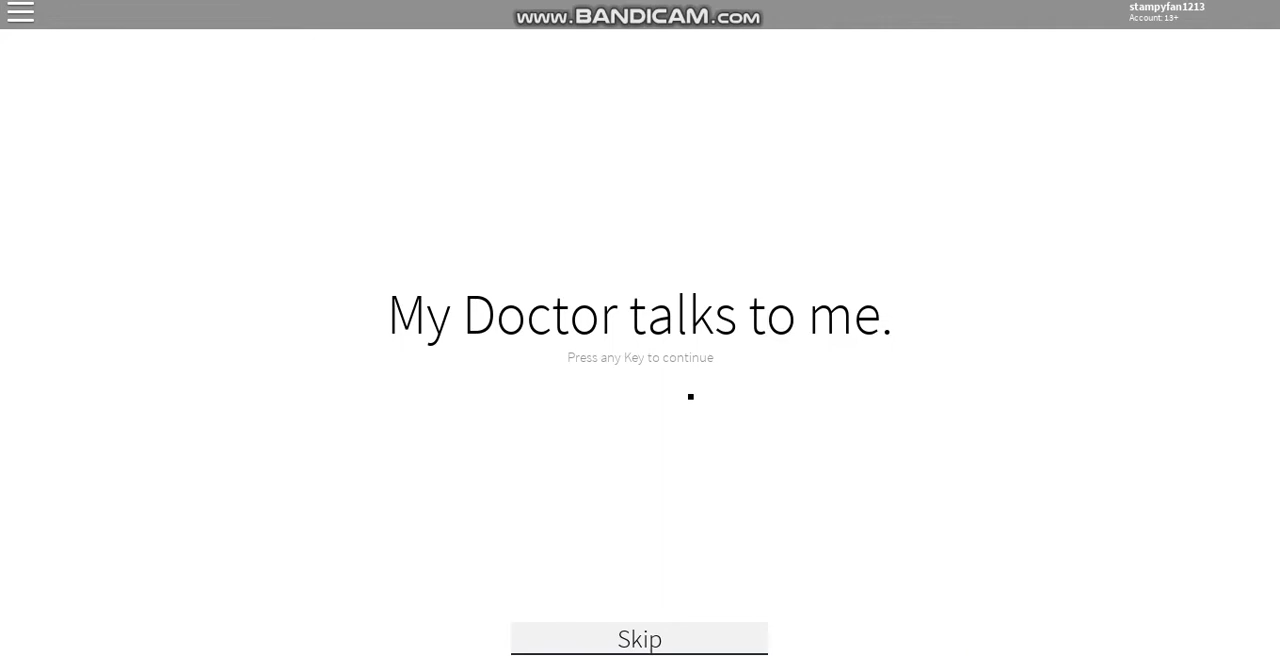 www.BANDICAM.com
stampyfan1213
Account: 13+
My Doctor talks to me.
Press any Key to continue
Skip